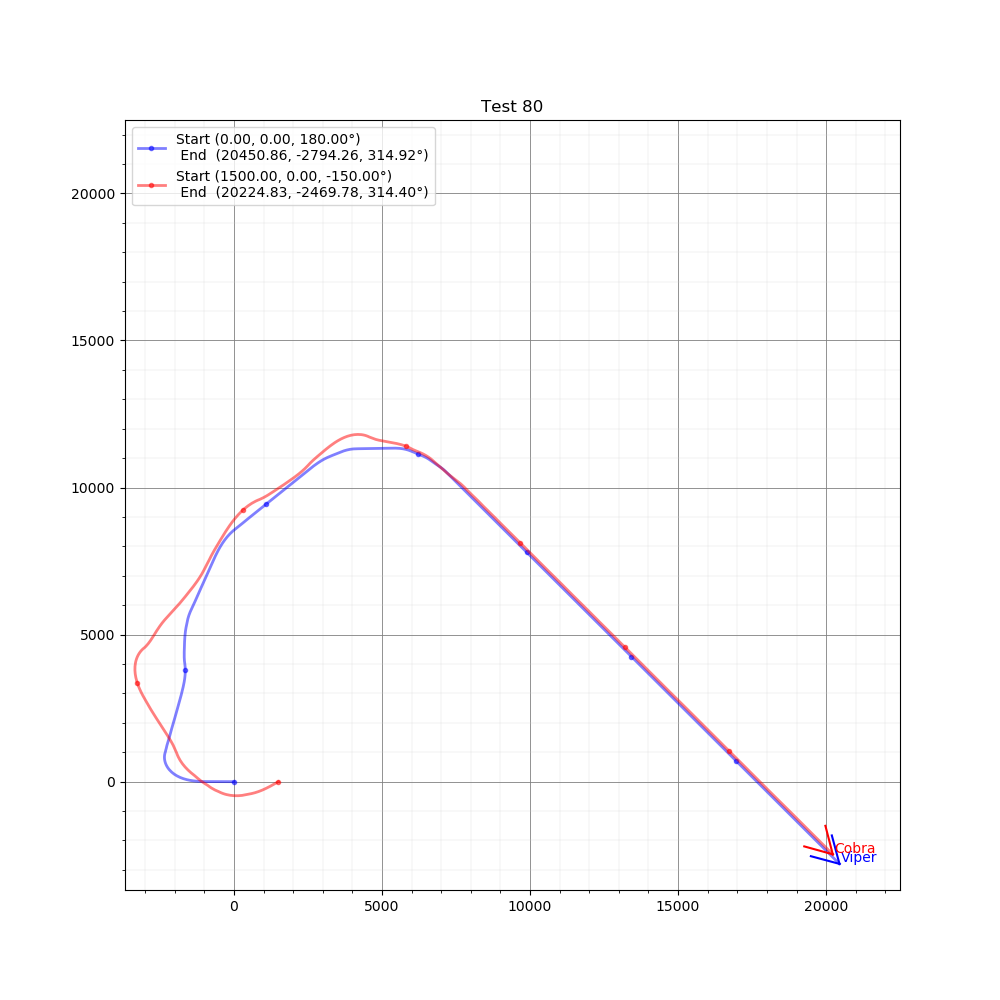 Test 80
Start (0.00, 0.00, 180.00°)
End (20450.86, -2794.26, 314.92°)
Start (1500.00, 0.00, -150.00°)
End (20224.83, -2469.78, 314.40°)
20000
15000
10000
5000
0
Cobra
Viper
0
5000
10000
15000
20000